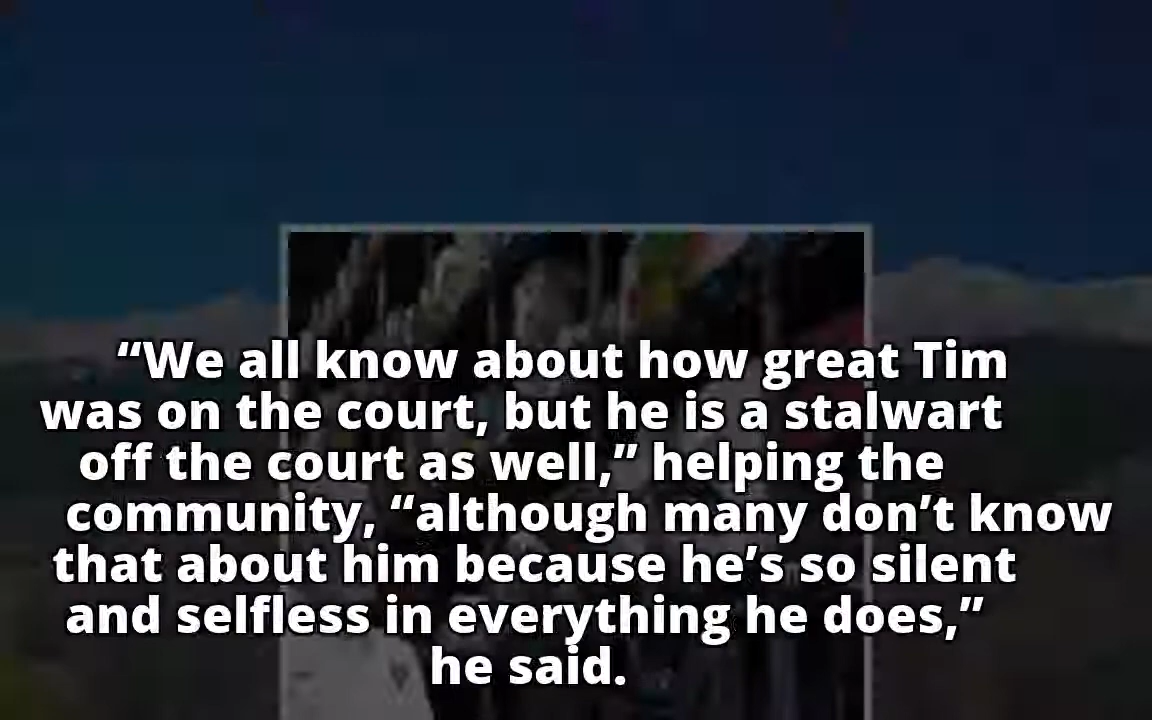 “We all know about how great Tim
was on the court, but he is a stalwart
off the court as well,” helping the
community, “although many don’t know
that about him because he’s so silent
and selfless in everything he does,”
he said.